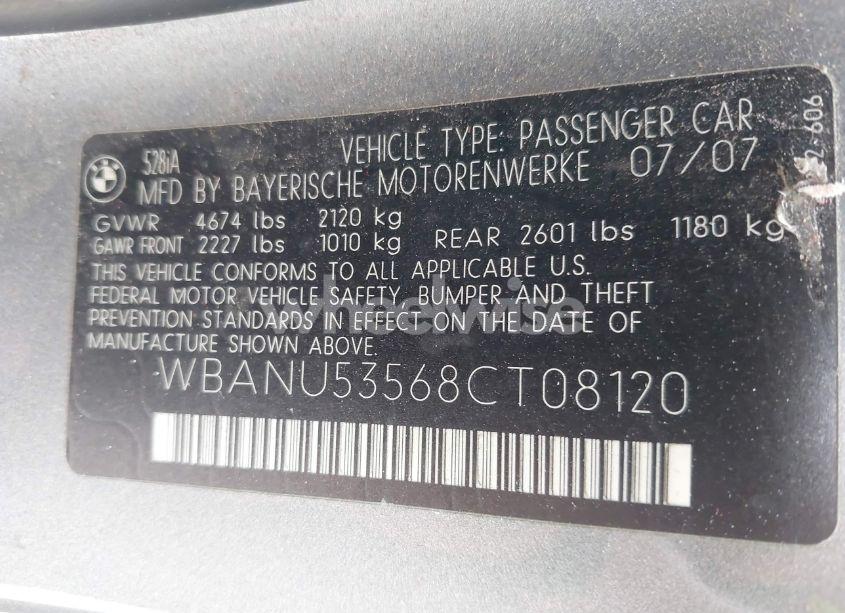 528iA
VEHICLE TYPE: PASSENGER CAR
MFD BY BAYERISCHE MOTORENWERKE 07/07
GVWR 4674 lbs 2120 kg
GAWR FRONT 2227 lbs 1010 kg REAR 2601 lbs 1180 kg
THIS VEHICLE CONFORMS TO ALL APPLICABLE U.S.
FEDERAL MOTOR VEHICLE SAFETY, BUMPER AND THEFT
PREVENTION STANDARDS IN EFFECT ON THE DATE OF
MANUFACTURE SHOWN ABOVE.
WBANU53568CT08120
wheelwise